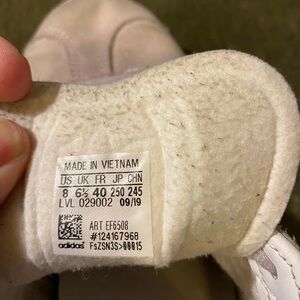 MADE IN VIETNAM
US UK FR JP CHN
8 6½ 40 250 245
LVL 029002 09/19
ART EF6508
#124167968
adidas FsZSN3S>00015